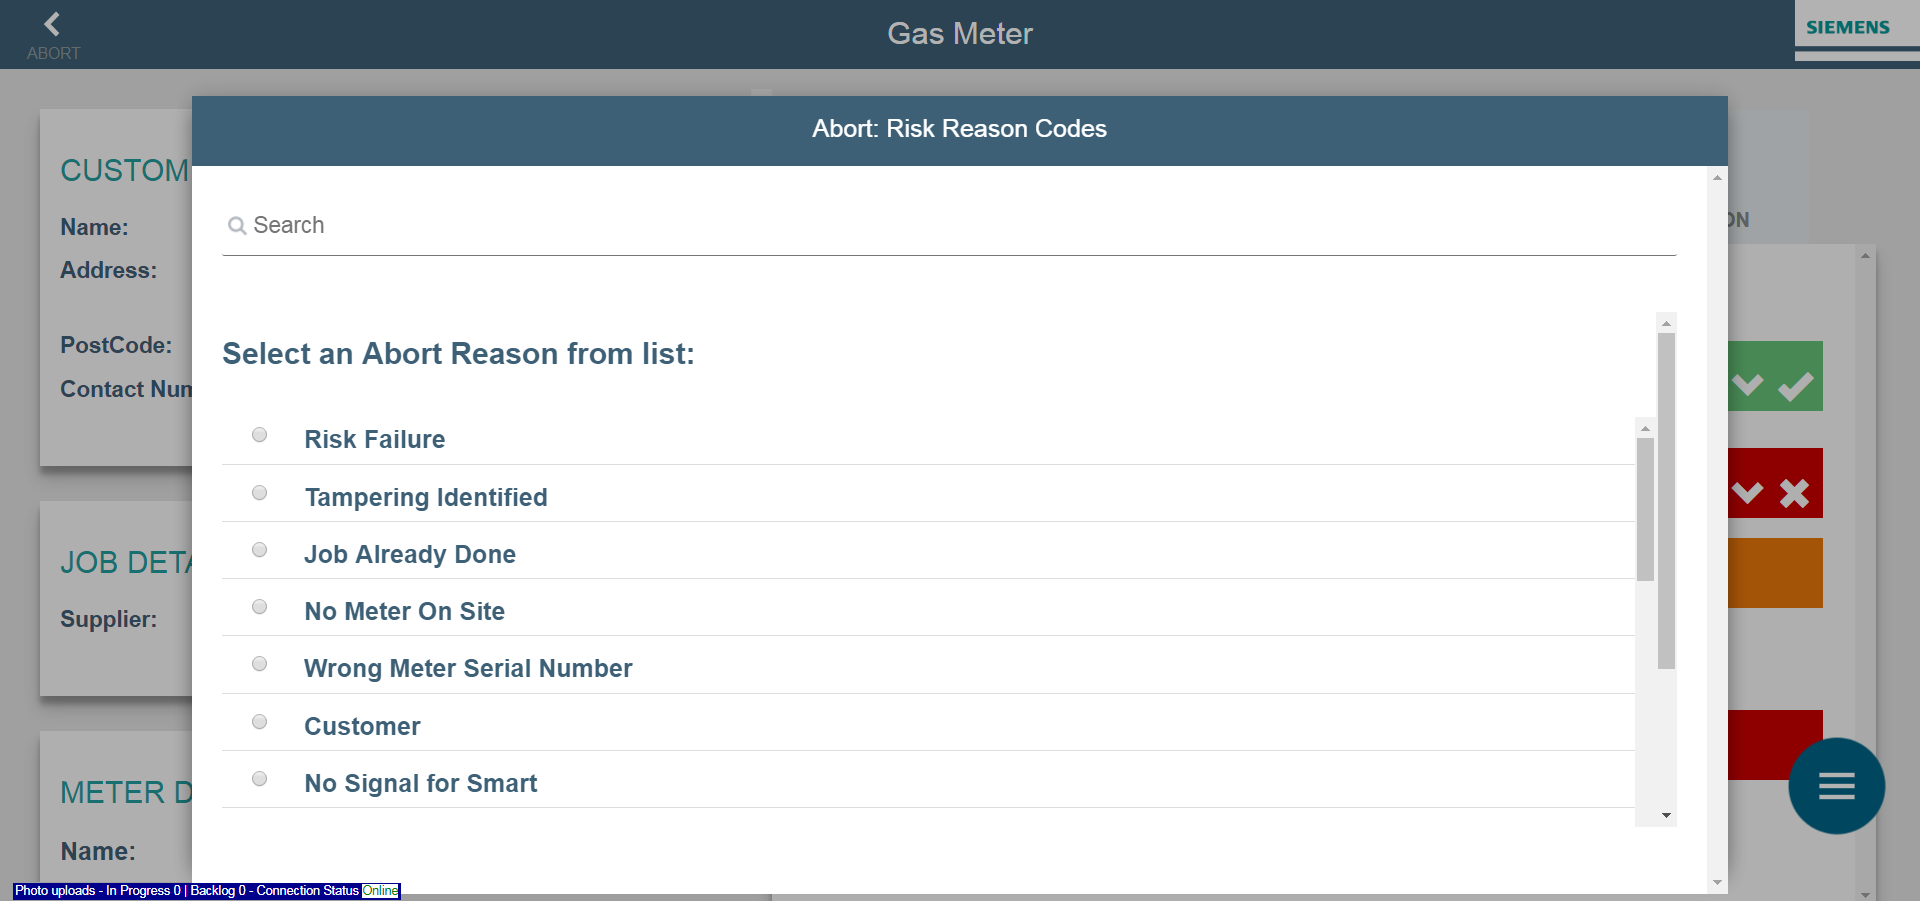 ABORT
Gas Meter
SIEMENS
Abort: Risk Reason Codes
CUSTOM
Name:
Address:
PostCode:
Contact Num
JOB DETA
Supplier:
METER D
Name:
Search
Select an Abort Reason from list:
Risk Failure
Tampering Identified
Job Already Done
No Meter On Site
Wrong Meter Serial Number
Customer
No Signal for Smart
ON
Photo uploads - In Progress 0 | Backlog 0 - Connection Status Online